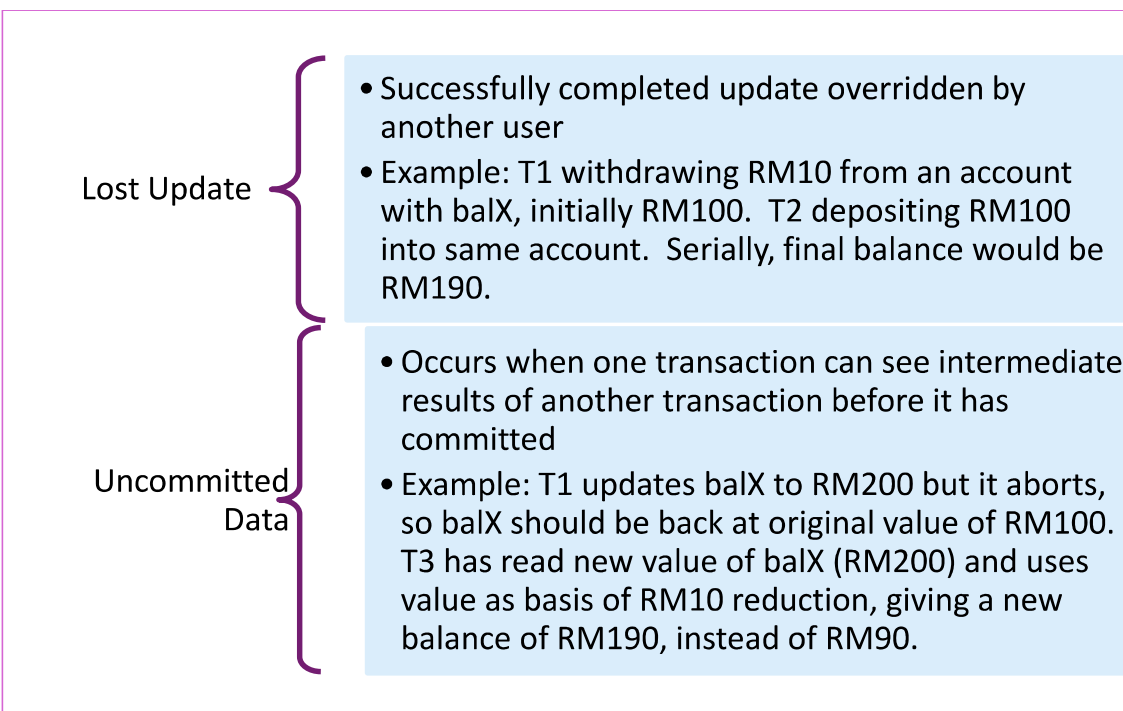 Lost Update
• Successfully completed update overridden by
another user
• Example: T1 withdrawing RM10 from an account
with balX, initially RM100.  T2 depositing RM100
into same account.  Serially, final balance would be
RM190.
Uncommitted
Data
• Occurs when one transaction can see intermediate
results of another transaction before it has
committed
• Example: T1 updates balX to RM200 but it aborts,
so balX should be back at original value of RM100.
T3 has read new value of balX (RM200) and uses
value as basis of RM10 reduction, giving a new
balance of RM190, instead of RM90.